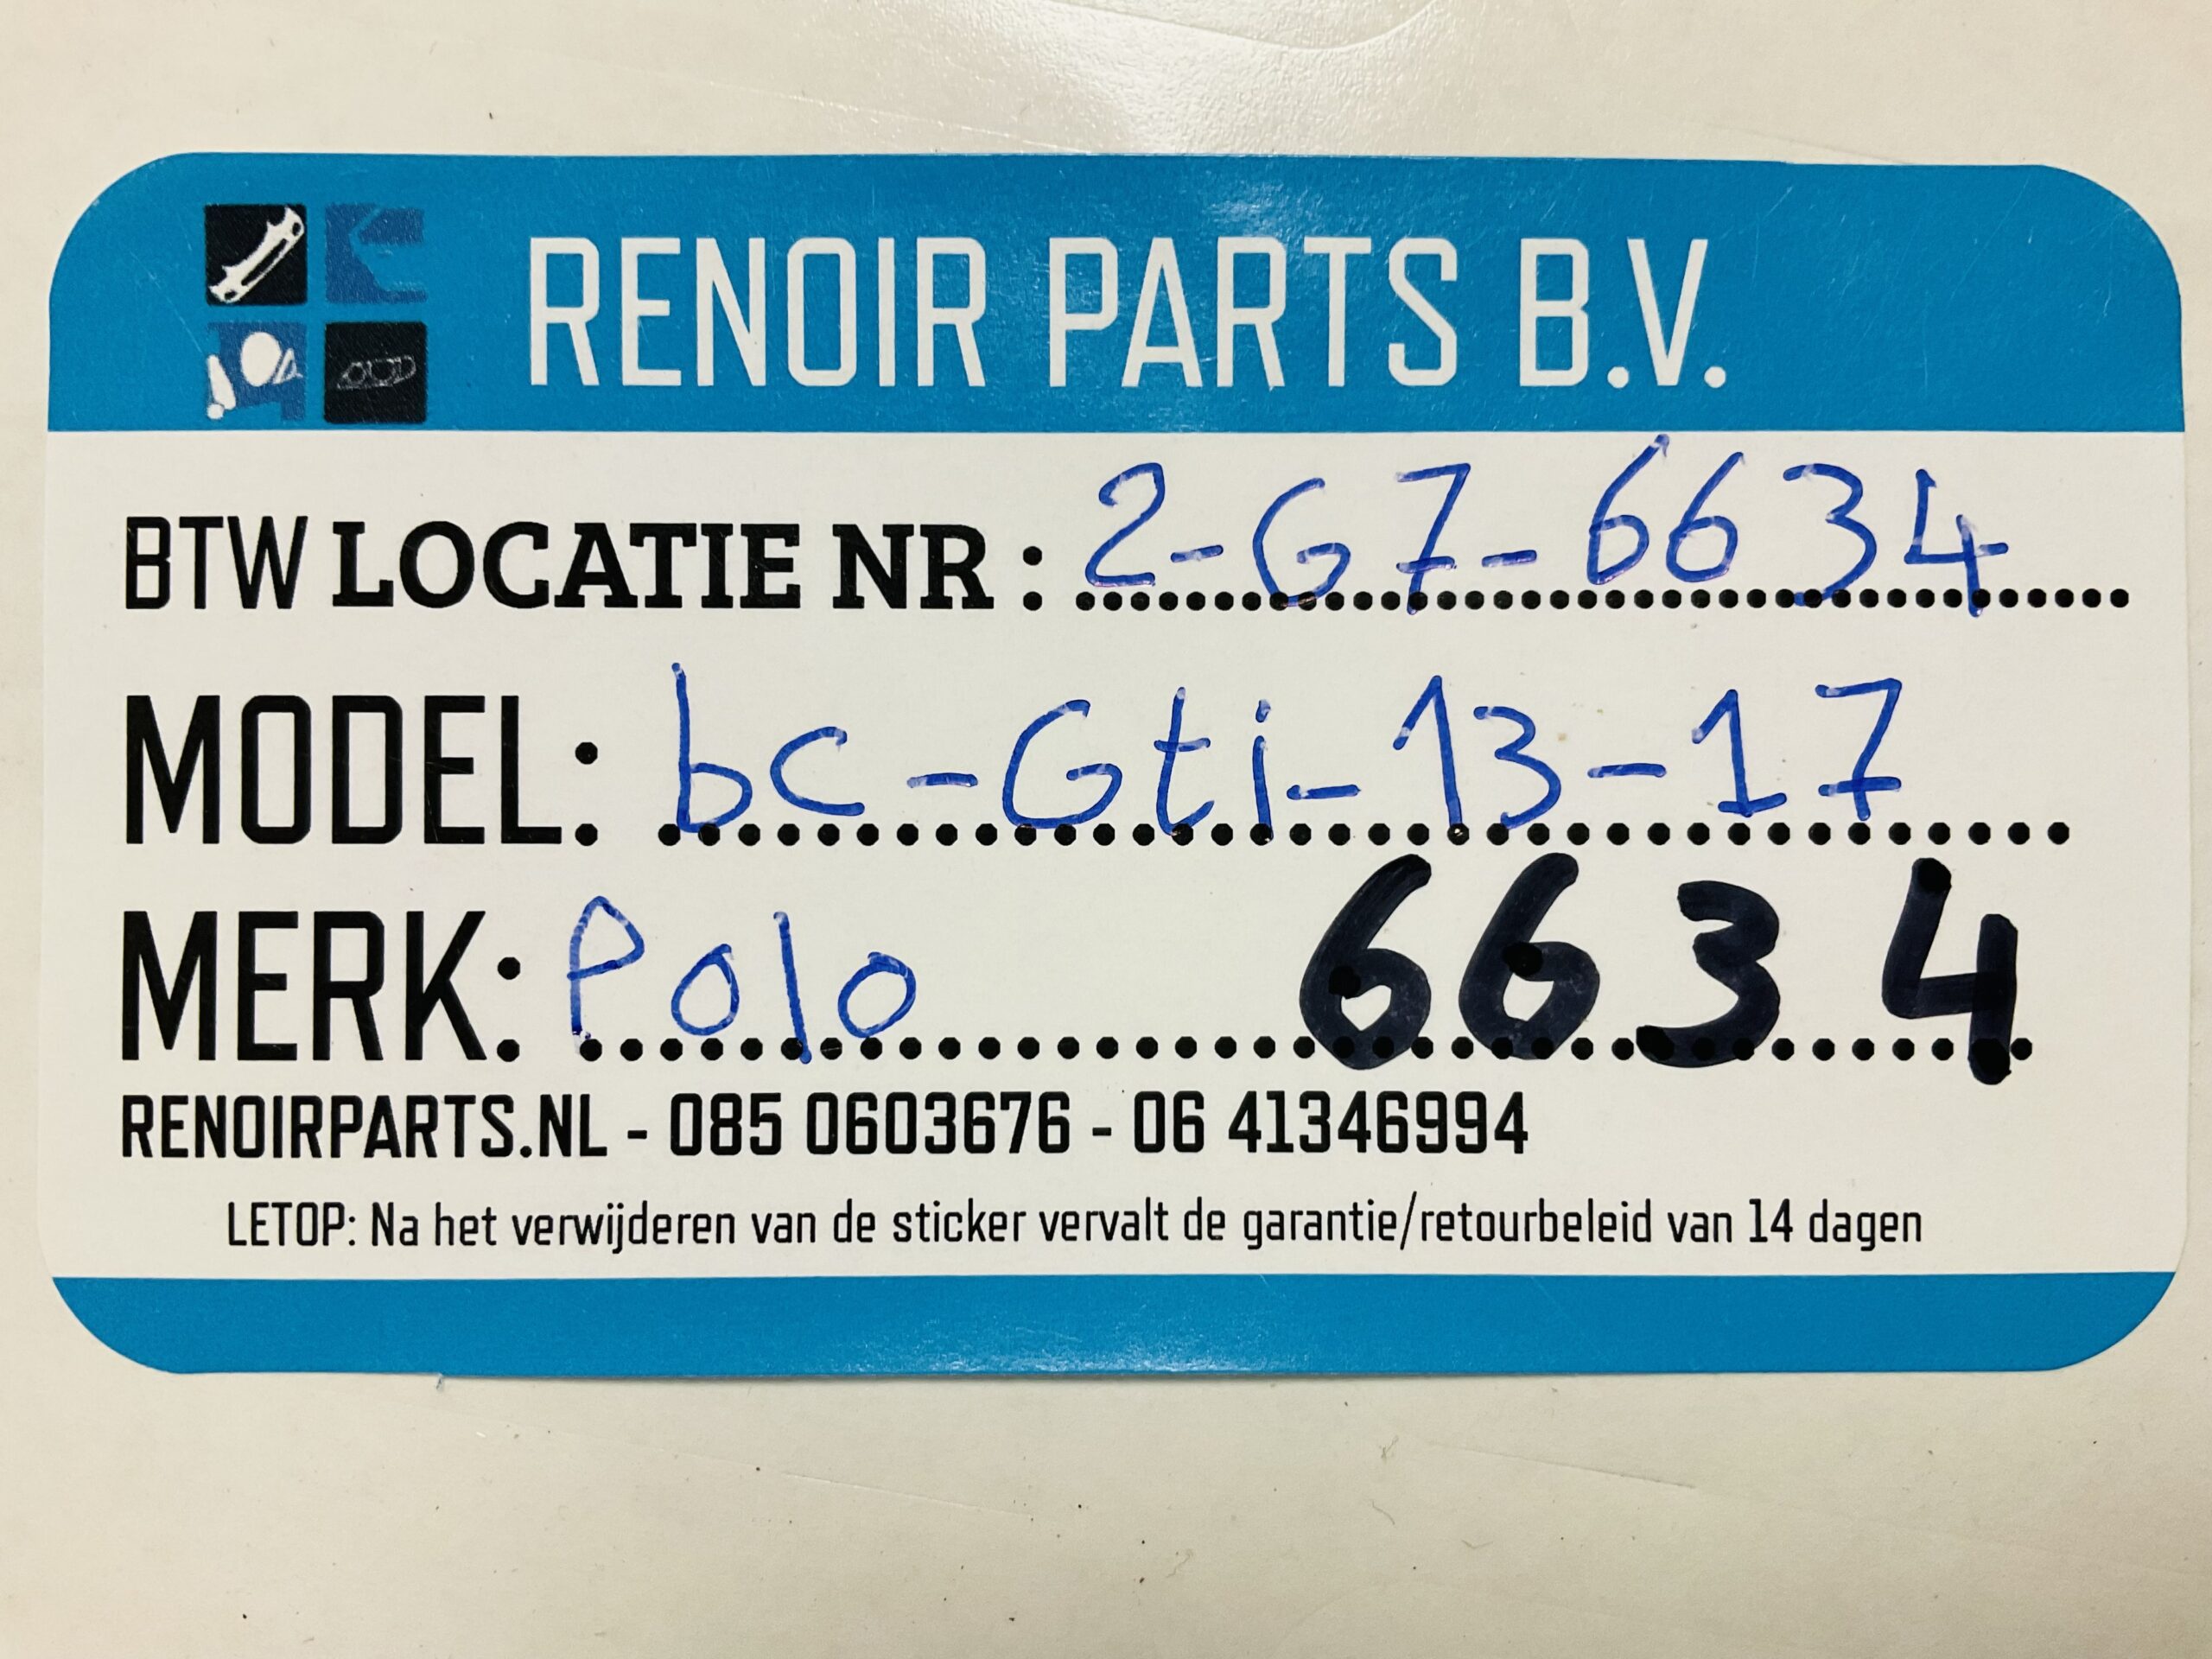 RENOIR PARTS B.V.
BTW LOCATIE NR : 2-G7-6634
MODEL: bc-Gti-13-17
MERK: Polo 6634
RENOIRPARTS.NL - 085 0603676 - 06 41346994
LETOP: Na het verwijderen van de sticker vervalt de garantie/retourbeleid van 14 dagen